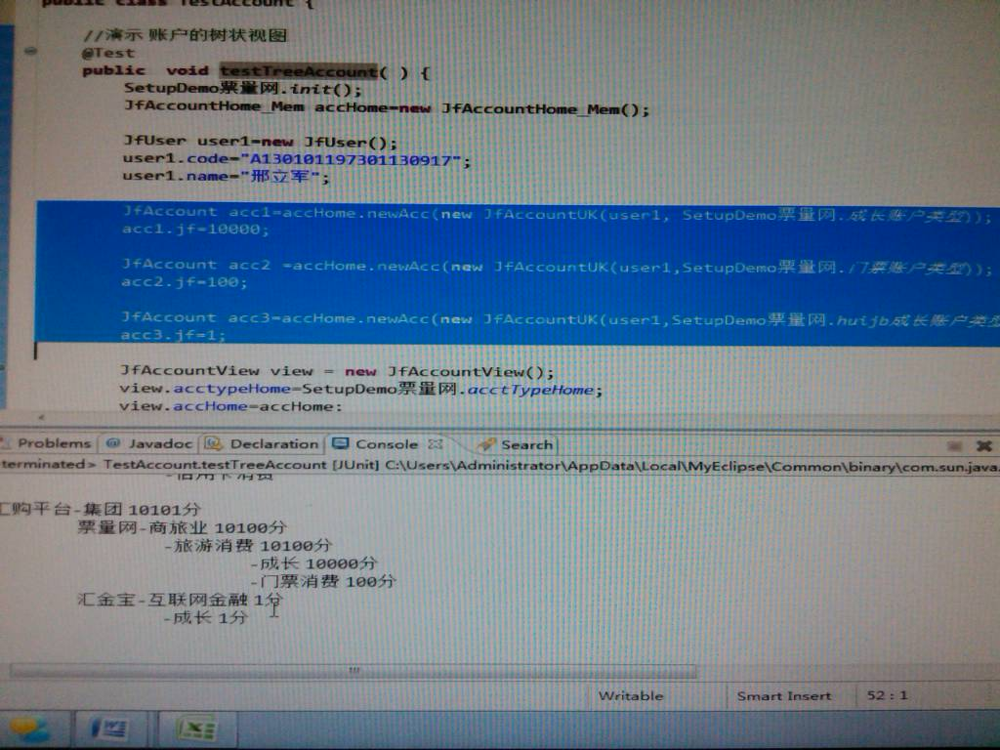 public class TestAccount {
//演示 账户的树状视图
@Test
public void testTreeAccount( ) {
SetupDemo票量网.init();
JfAccountHome_Mem accHome=new JfAccountHome_Mem();
JfUser user1=new JfUser();
user1.code="A130101197301130917";
user1.name="邢立军";
JfAccount acc1=accHome.newAcc(new JfAccountUK(user1, SetupDemo票量网.成长账户类型));
acc1.jf=10000;
JfAccount acc2 =accHome.newAcc(new JfAccountUK(user1,SetupDemo票量网.门票账户类型));
acc2.jf=100;
JfAccount acc3=accHome.newAcc(new JfAccountUK(user1,SetupDemo票量网.huijb成长账户类型
acc3.jf=1;
JfAccountView view = new JfAccountView();
view.acctypeHome=SetupDemo票量网.acctTypeHome;
view.accHome=accHome;
Problems @ Javadoc Declaration Console Search
terminated> TestAccount.testTreeAccount [JUnit] C:\Users\Administrator\AppData\Local\MyEclipse\Common\binary\com.sun.java.
-信用卡消费
汇购平台-集团 10101分
票量网-商旅业 10100分
-旅游消费 10100分
-成长 10000分
-门票消费 100分
汇金宝-互联网金融 1分
-成长 1分
Writable Smart Insert 52 : 1